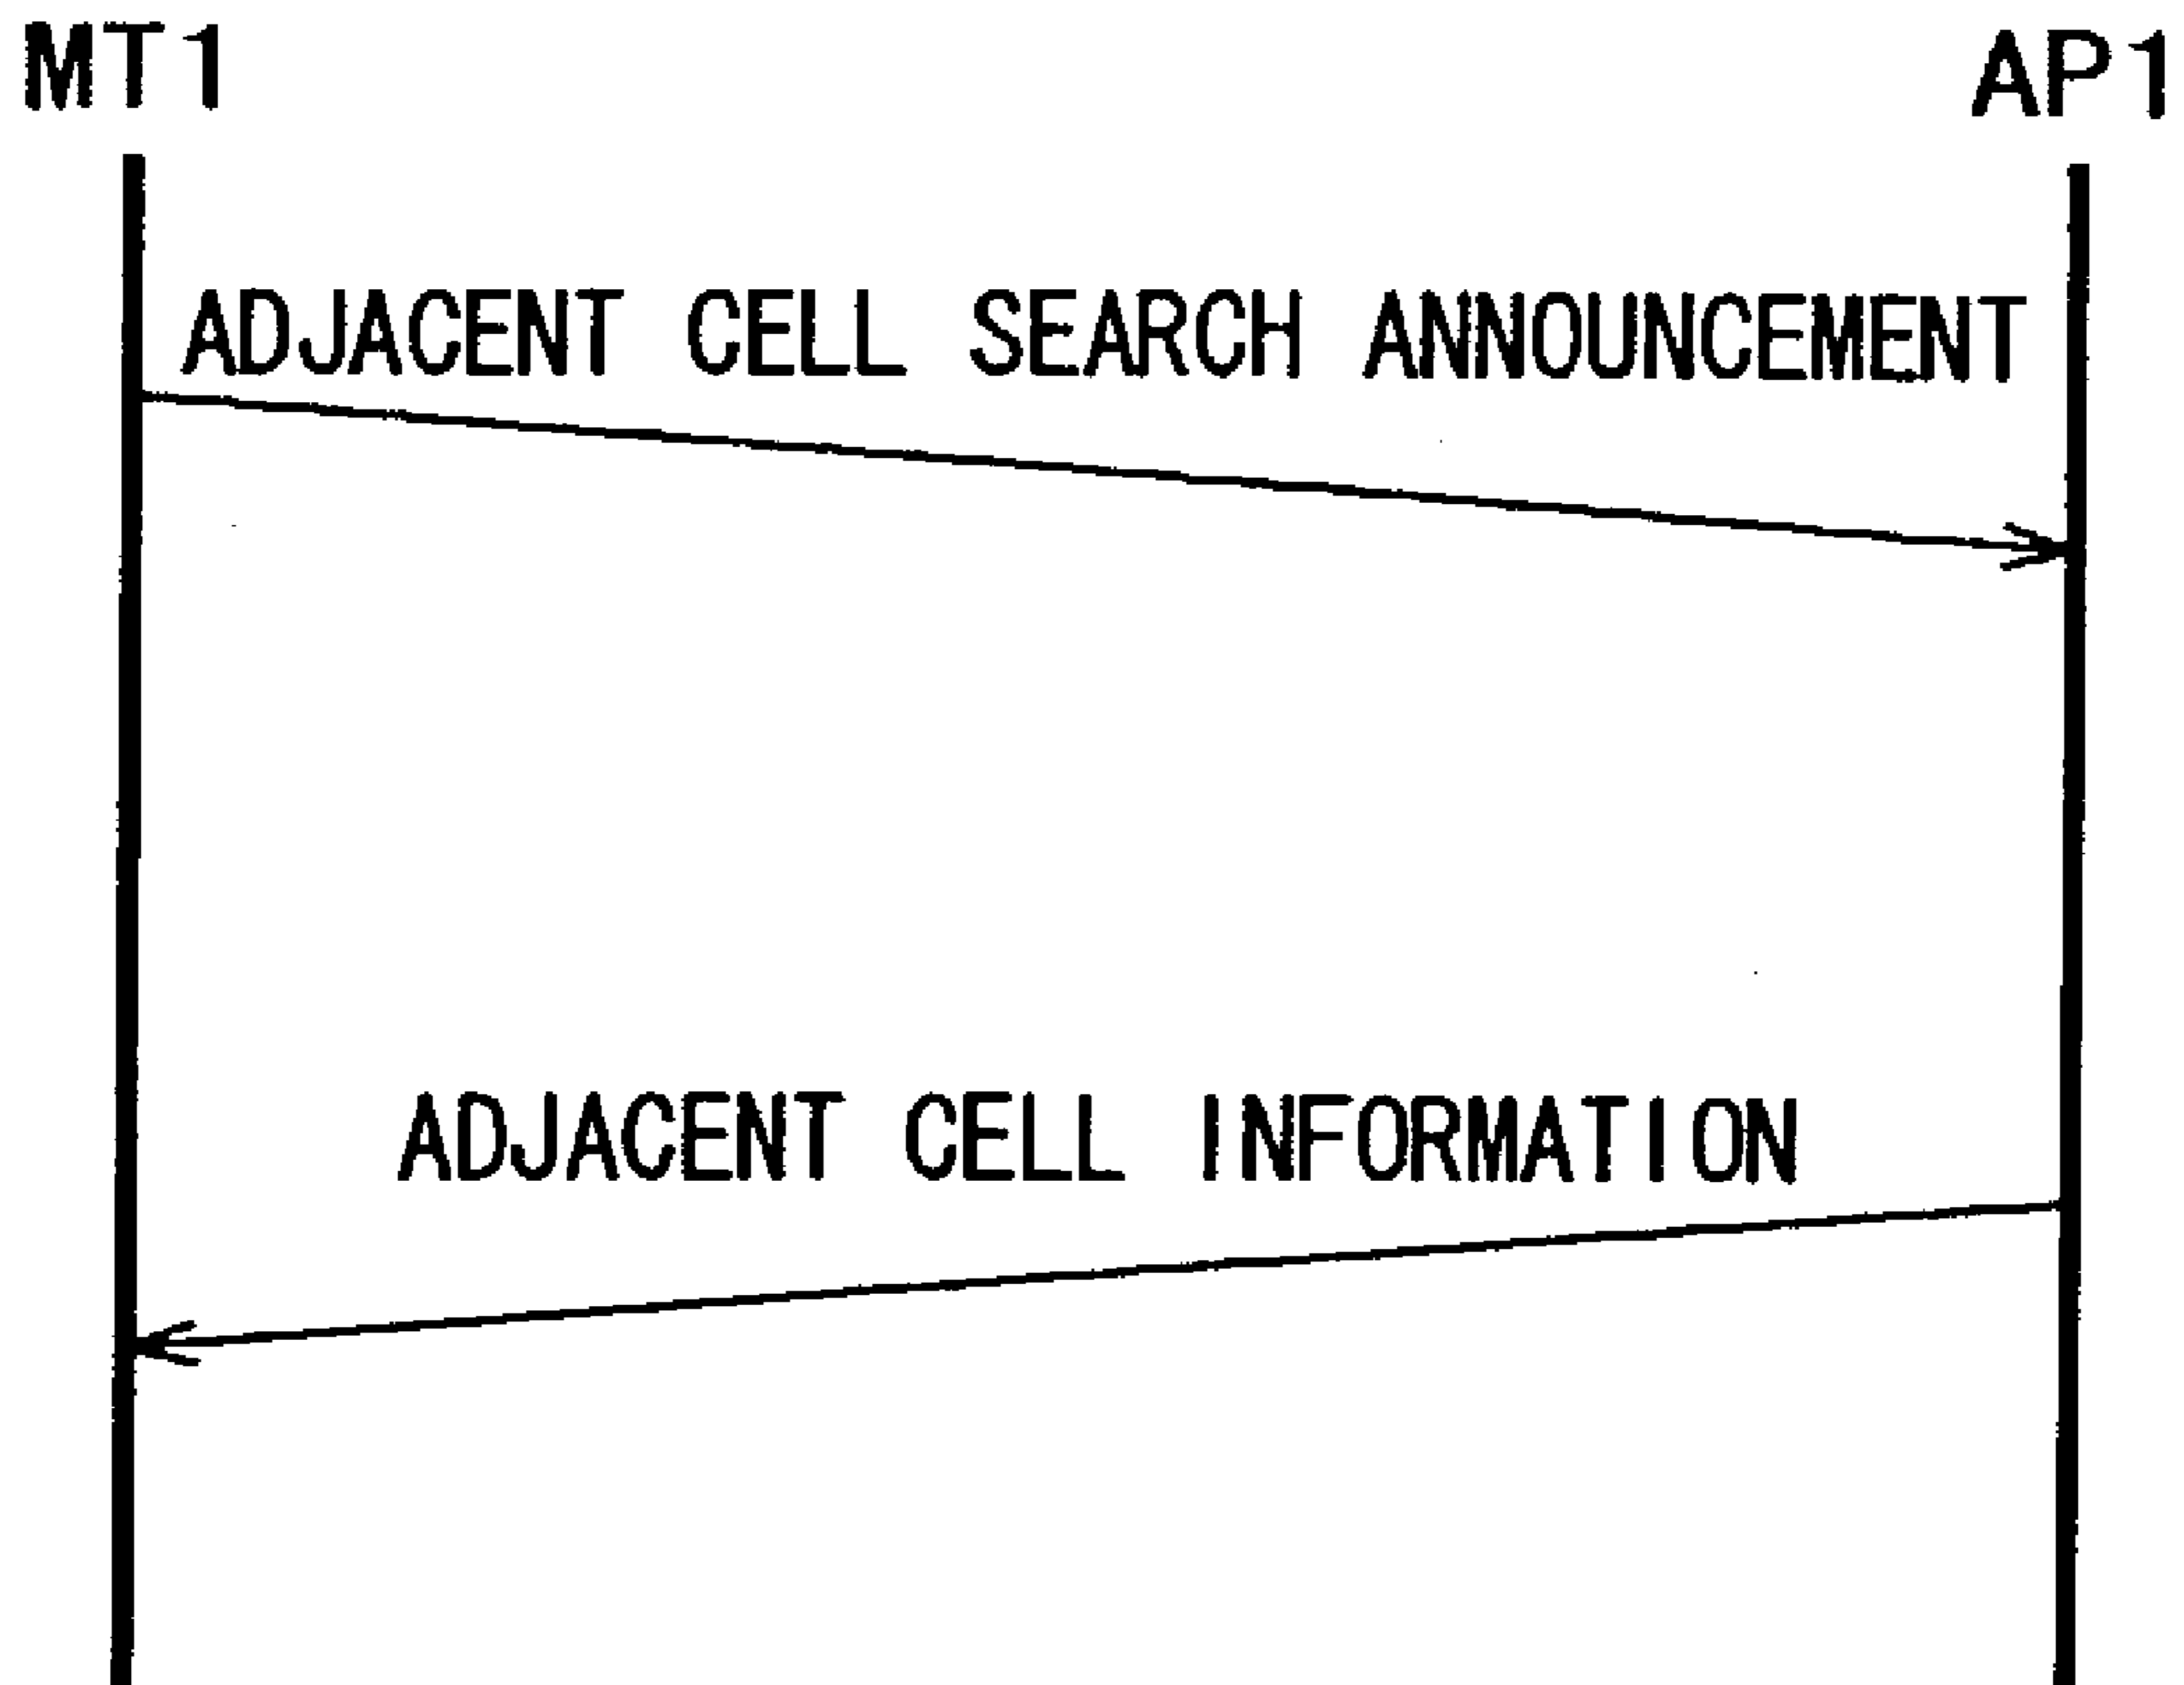 MT1
AP1
ADJACENT CELL SEARCH ANNOUNCEMENT
ADJACENT CELL INFORMATION